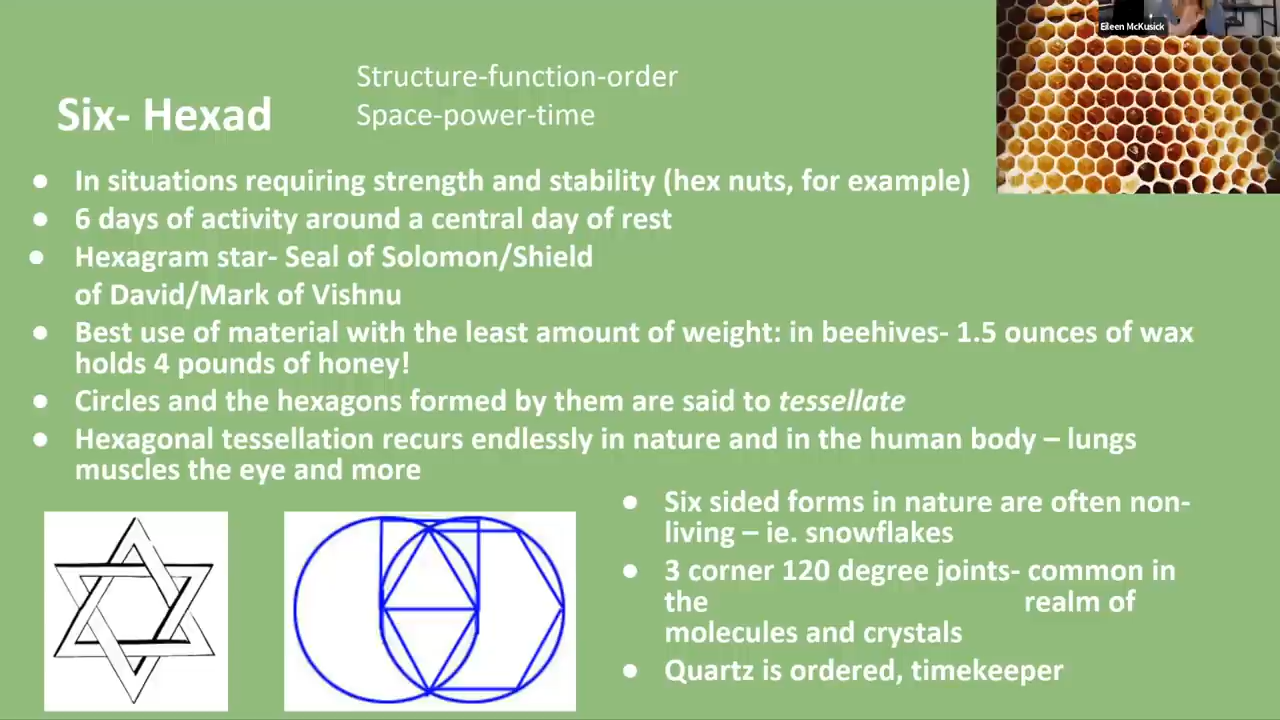 Eileen McKusick
Structure-function-order
Space-power-time
Six- Hexad
● In situations requiring strength and stability (hex nuts, for example)
● 6 days of activity around a central day of rest
● Hexagram star- Seal of Solomon/Shield
of David/Mark of Vishnu
● Best use of material with the least amount of weight: in beehives- 1.5 ounces of wax
holds 4 pounds of honey!
● Circles and the hexagons formed by them are said to tessellate
● Hexagonal tessellation recurs endlessly in nature and in the human body – lungs
muscles the eye and more
● Six sided forms in nature are often non-
living – ie. snowflakes
● 3 corner 120 degree joints- common in
the realm of
molecules and crystals
● Quartz is ordered, timekeeper